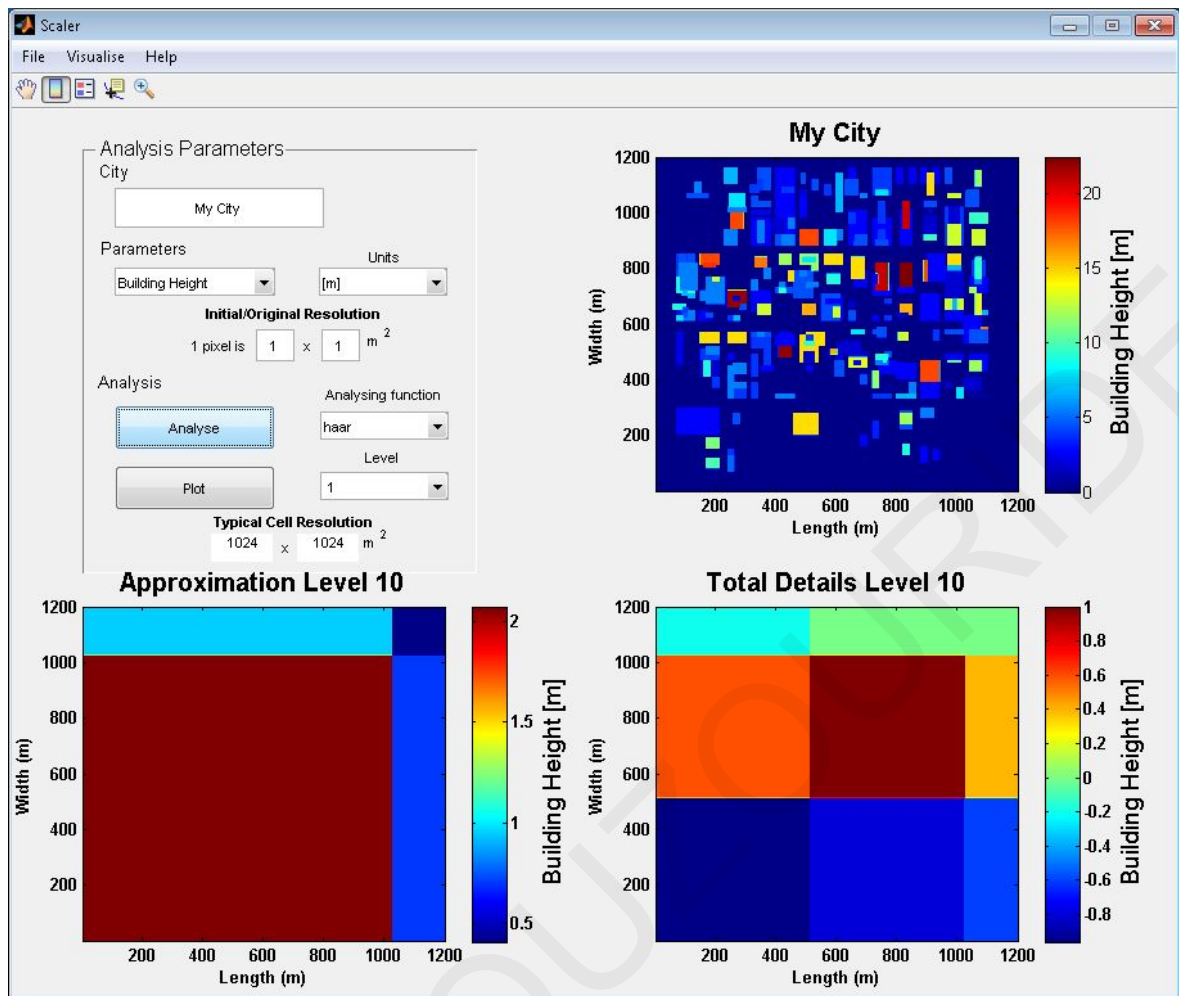 Scaler
File Visualise Help
Analysis Parameters
City
My City
Parameters
Units
Building Height
[m]
Initial/Original Resolution
1 pixel is 1 x 1 m 2
Analysis
Analysing function
Analyse
haar
Level
Plot
1
Typical Cell Resolution
1024 x 1024 m 2
My City
1200
1000
800
600
400
200
Width (m)
200 400 600 800 1000 1200
Length (m)
20
15
10
5
0
Building Height [m]
Approximation Level 10
1200
1000
800
600
400
200
Width (m)
200 400 600 800 1000 1200
Length (m)
2
1.5
1
0.5
Building Height [m]
Total Details Level 10
1200
1000
800
600
400
200
Width (m)
200 400 600 800 1000 1200
Length (m)
1
0.8
0.6
0.4
0.2
0
-0.2
-0.4
-0.6
-0.8
Building Height [m]
OUZOURIDE